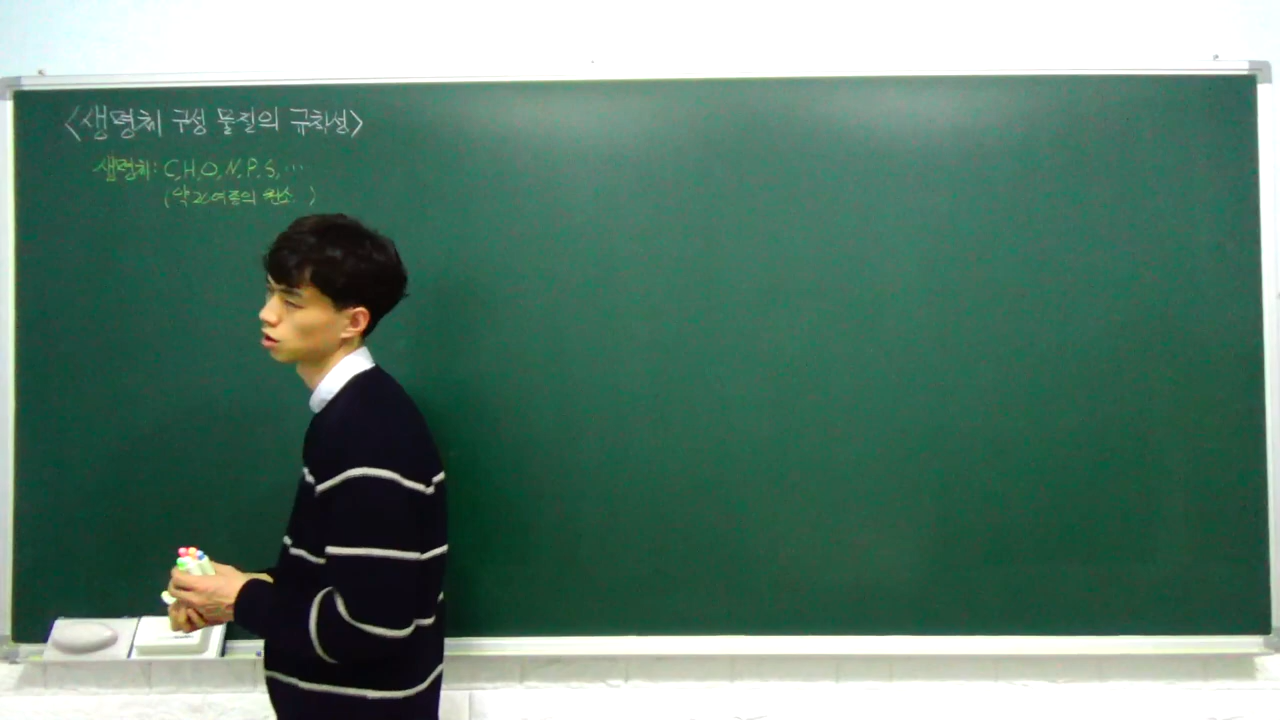 <생명체 구성 물질의 규칙성>
생명체: C, H, O, N, P, S, …
(약 20여종의 원소)